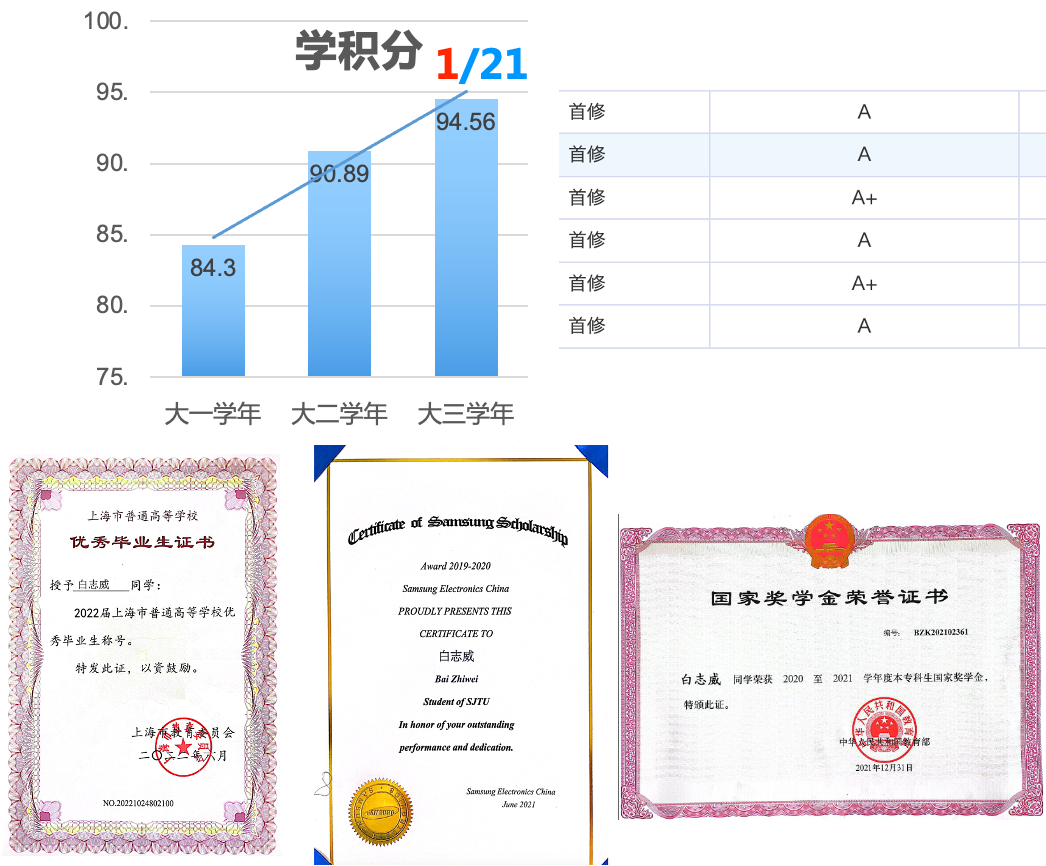 学积分 1/21
100.
95.
90.
85.
80.
75.
84.3
90.89
94.56
大一学年 大二学年 大三学年
首修 A
首修 A
首修 A+
首修 A
首修 A+
首修 A
上海市普通高等学校
优秀毕业生证书
授予白志威同学:
2022届上海市普通高等学校优
秀毕业生称号。
特发此证，以资鼓励。
上海市教育委员会
二〇二二年六月
NO.20221024802100
Certificate of Samsung Scholarship
Award 2019-2020
Samsung Electronics China
PROUDLY PRESENTS THIS
CERTIFICATE TO
白志威
Bai Zhiwei
Student of SJTU
In honor of your outstanding
performance and dedication.
Samsung Electronics China
June 2021
国家奖学金荣誉证书
编号: BZK202102361
白志威 同学荣获 2020 至 2021 学年度本专科生国家奖学金，
特颁此证。
中华人民共和国教育部
2021年12月31日